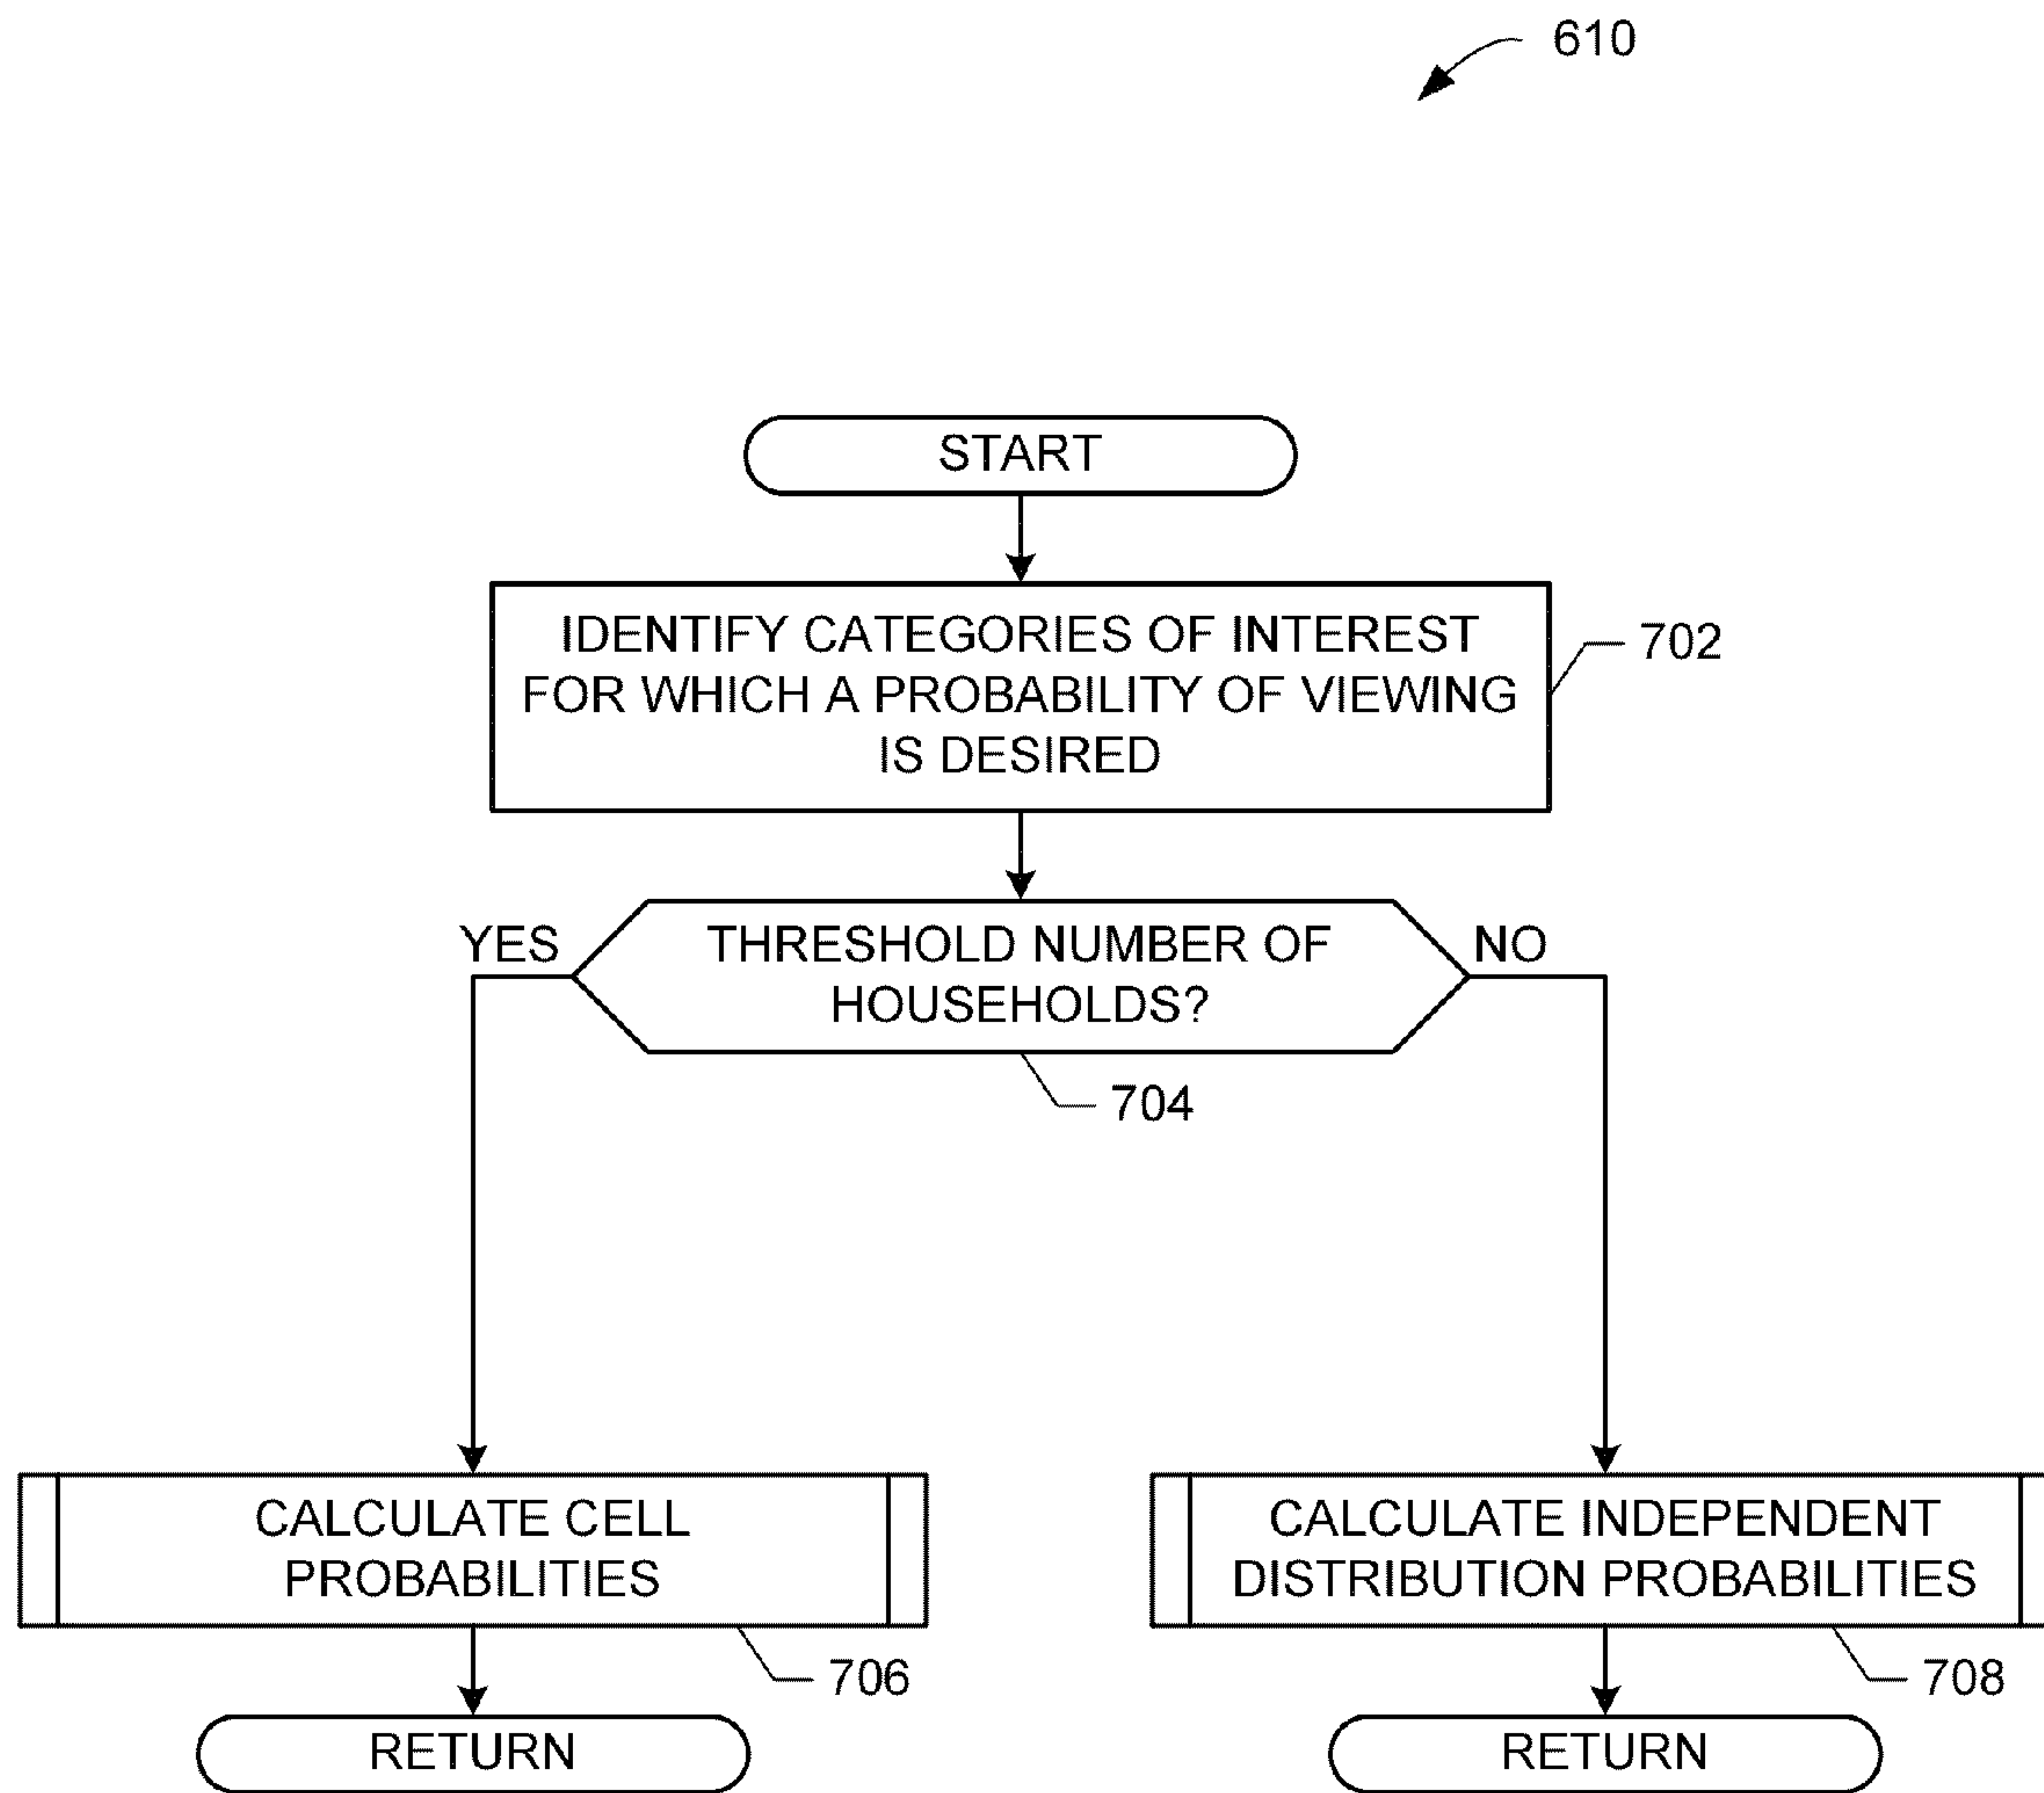 610
START
IDENTIFY CATEGORIES OF INTEREST
FOR WHICH A PROBABILITY OF VIEWING
IS DESIRED
702
YES
THRESHOLD NUMBER OF
HOUSEHOLDS?
NO
704
CALCULATE CELL
PROBABILITIES
706
CALCULATE INDEPENDENT
DISTRIBUTION PROBABILITIES
708
RETURN
RETURN